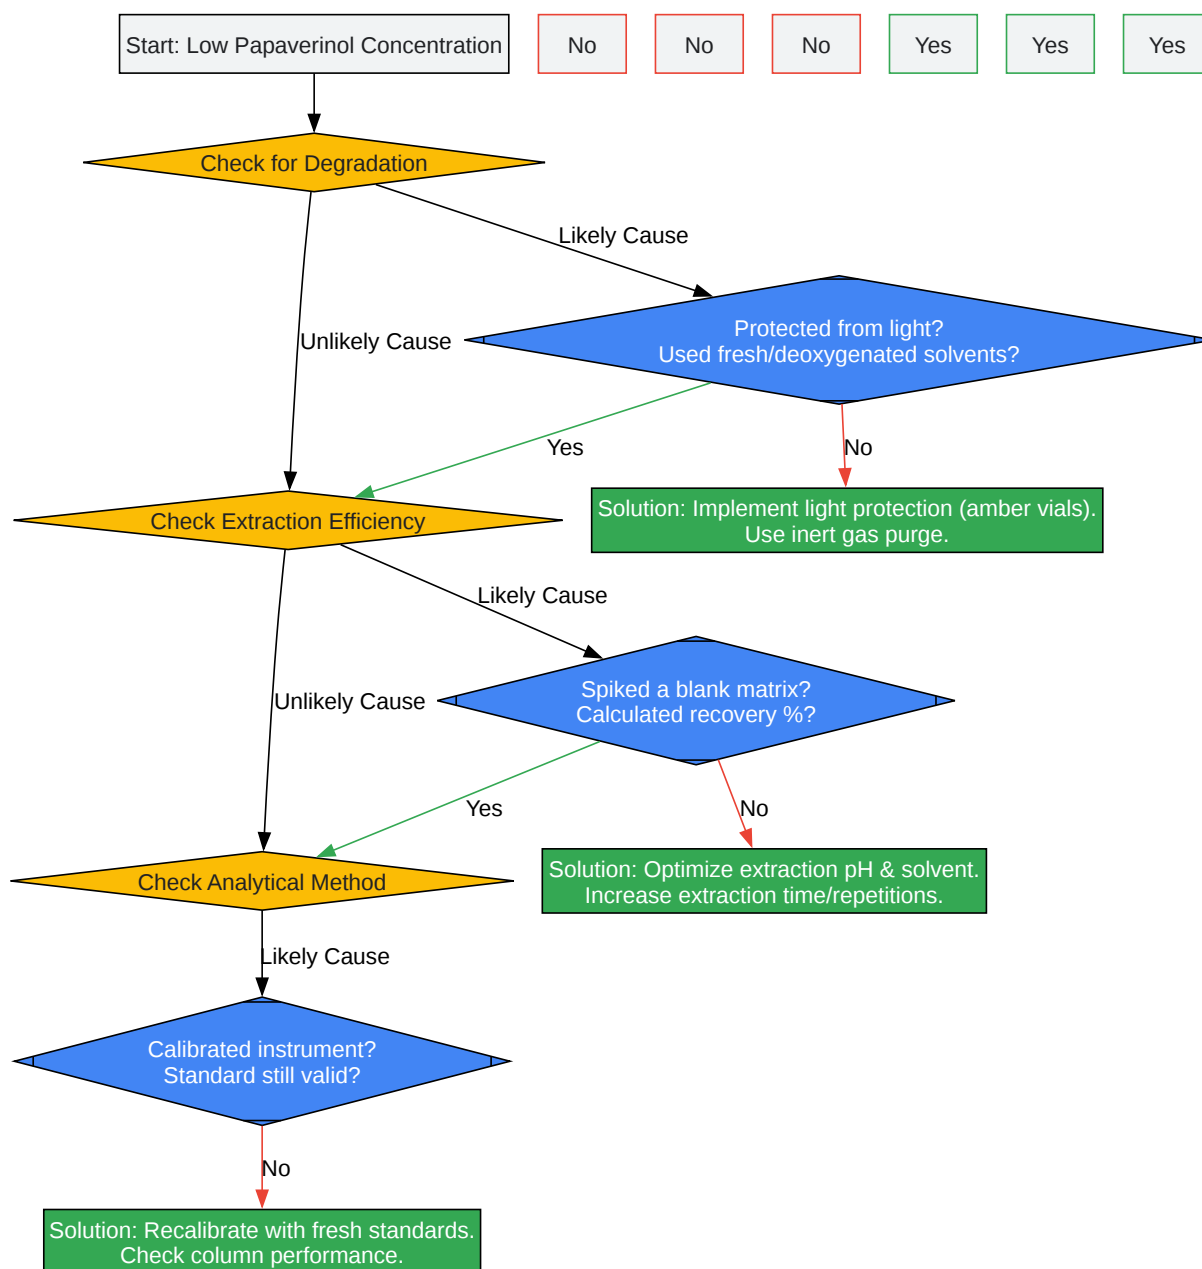 Start: Low Papaverinol Concentration
No
No
No
Yes
Yes
Yes
Check for Degradation
Likely Cause
Unlikely Cause
Protected from light?
Used fresh/deoxygenated solvents?
Yes
No
Solution: Implement light protection (amber vials).
Use inert gas purge.
Check Extraction Efficiency
Likely Cause
Unlikely Cause
Spiked a blank matrix?
Calculated recovery %?
Yes
No
Solution: Optimize extraction pH & solvent.
Increase extraction time/repetitions.
Check Analytical Method
Likely Cause
Calibrated instrument?
Standard still valid?
No
Solution: Recalibrate with fresh standards.
Check column performance.